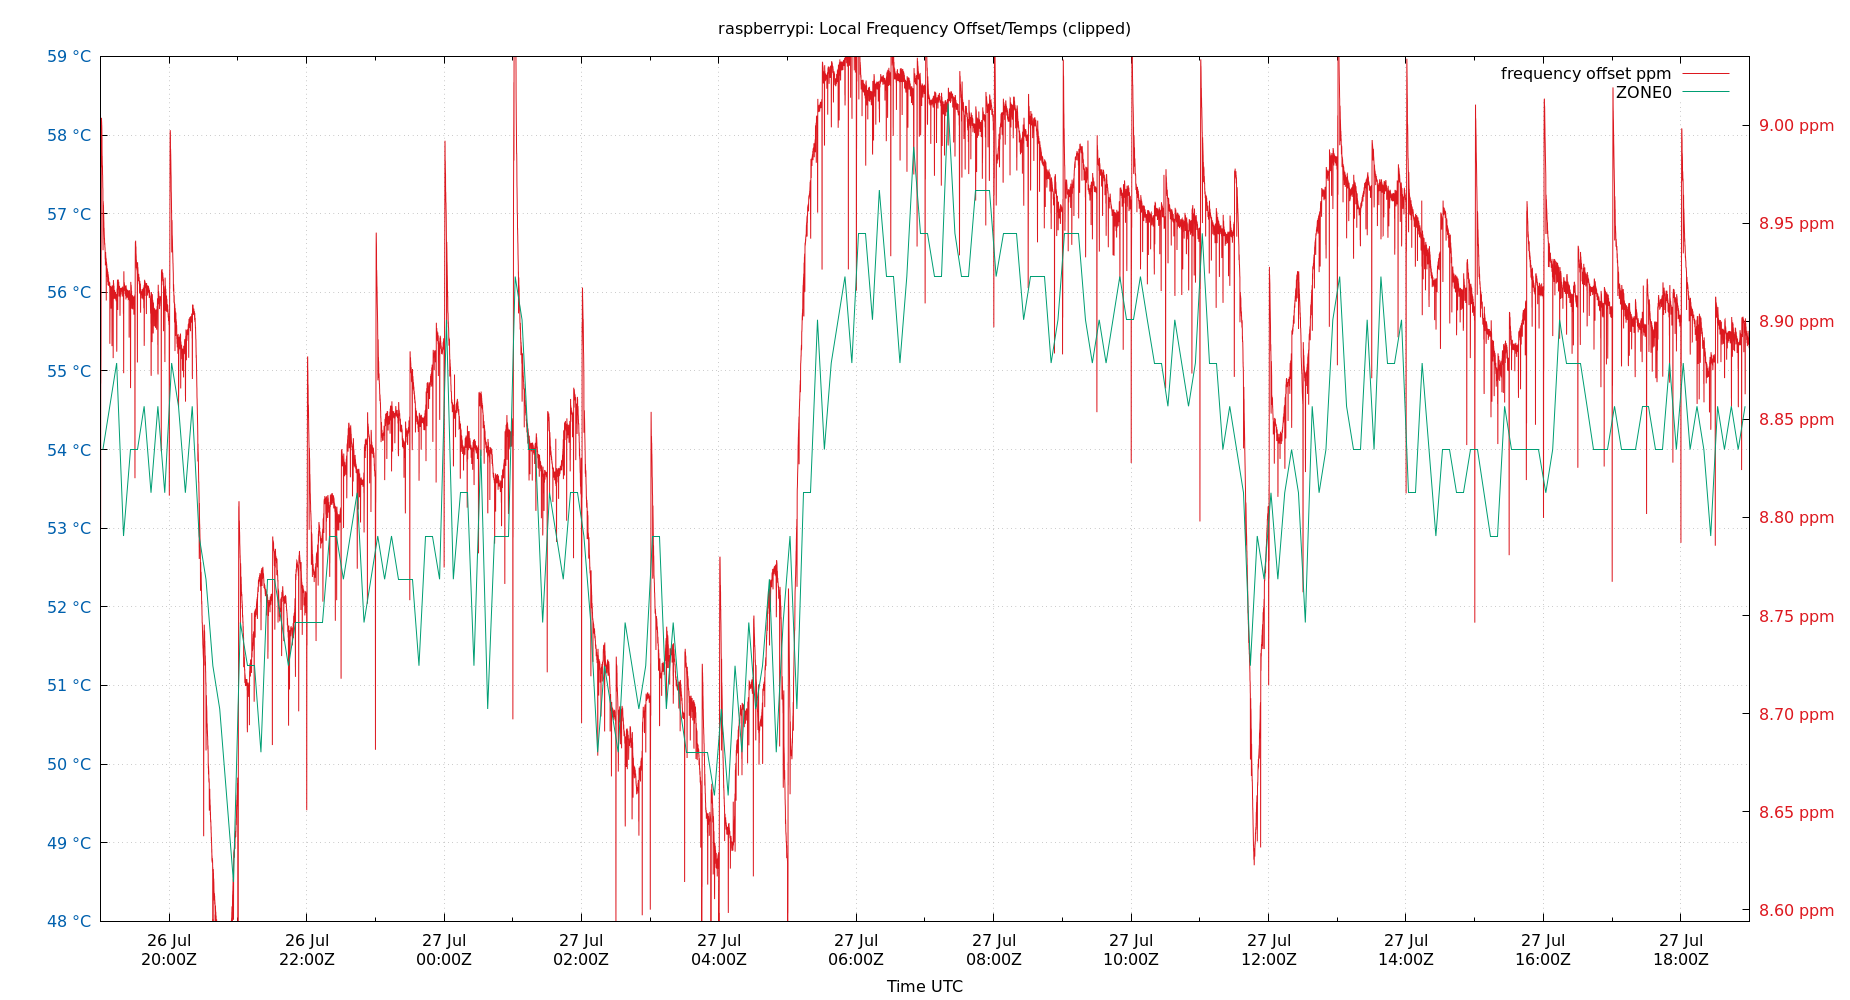 raspberrypi: Local Frequency Offset/Temps (clipped)
frequency offset ppm
ZONE0
59 °C
58 °C
57 °C
56 °C
55 °C
54 °C
53 °C
52 °C
51 °C
50 °C
49 °C
48 °C
9.00 ppm
8.95 ppm
8.90 ppm
8.85 ppm
8.80 ppm
8.75 ppm
8.70 ppm
8.65 ppm
8.60 ppm
26 Jul
20:00Z
26 Jul
22:00Z
27 Jul
00:00Z
27 Jul
02:00Z
27 Jul
04:00Z
27 Jul
06:00Z
27 Jul
08:00Z
27 Jul
10:00Z
27 Jul
12:00Z
27 Jul
14:00Z
27 Jul
16:00Z
27 Jul
18:00Z
Time UTC